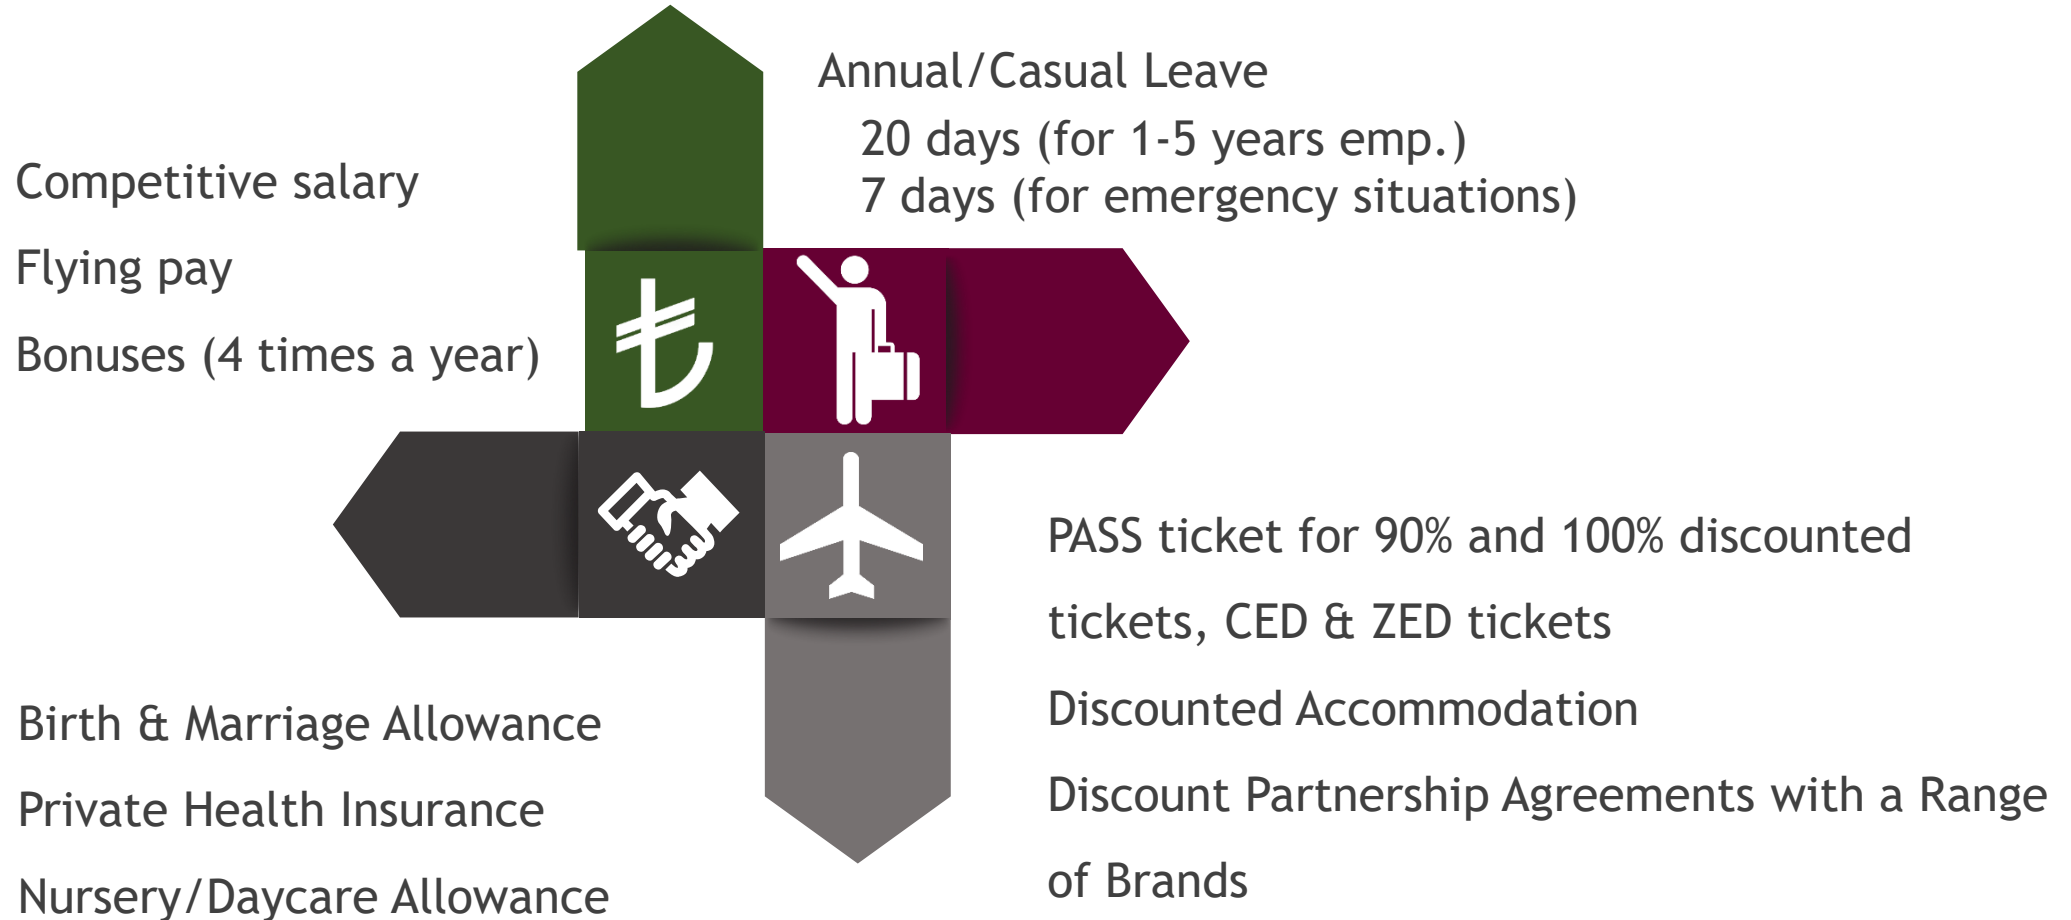 Competitive salary
Flying pay
Bonuses (4 times a year)
Annual/Casual Leave
20 days (for 1-5 years emp.)
7 days (for emergency situations)
Birth & Marriage Allowance
Private Health Insurance
Nursery/Daycare Allowance
PASS ticket for 90% and 100% discounted
tickets, CED & ZED tickets
Discounted Accommodation
Discount Partnership Agreements with a Range
of Brands